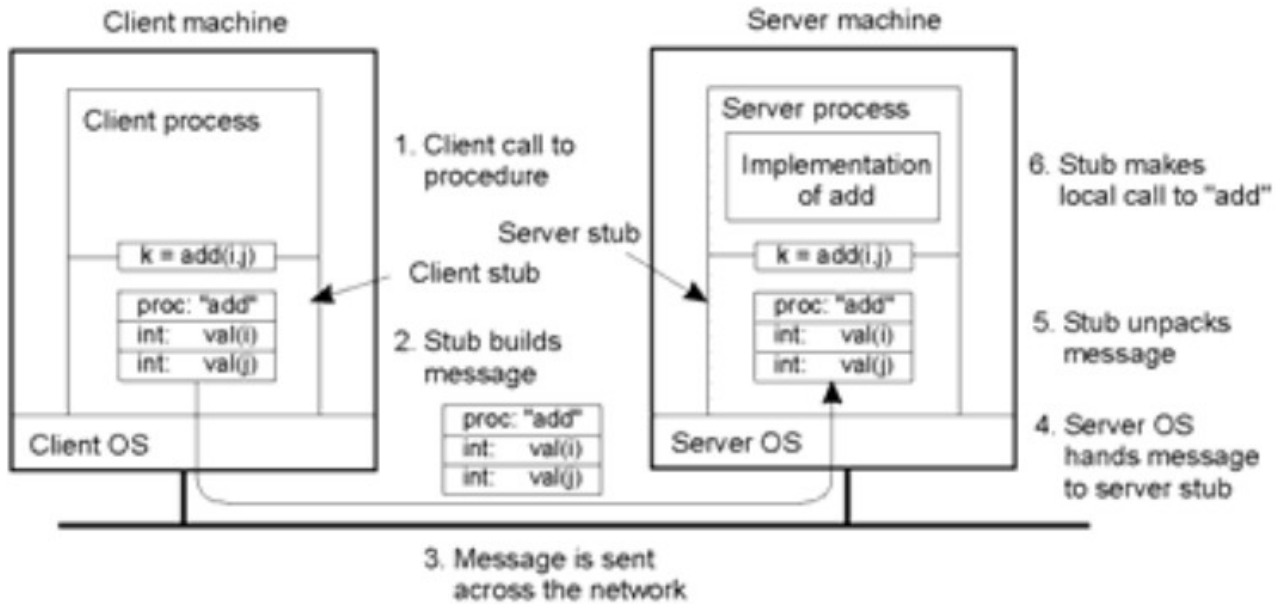 Client machine
Server machine
Client process
1. Client call to
procedure
Server process
Implementation
of add
6. Stub makes
local call to "add"
Server stub
k = add(i,j)
k = add(i,j)
Client stub
proc: "add"
int: val(i)
int: val(j)
2. Stub builds
message
proc: "add"
int: val(i)
int: val(j)
5. Stub unpacks
message
proc: "add"
int: val(i)
int: val(j)
Client OS
Server OS
4. Server OS
hands message
to server stub
3. Message is sent
across the network